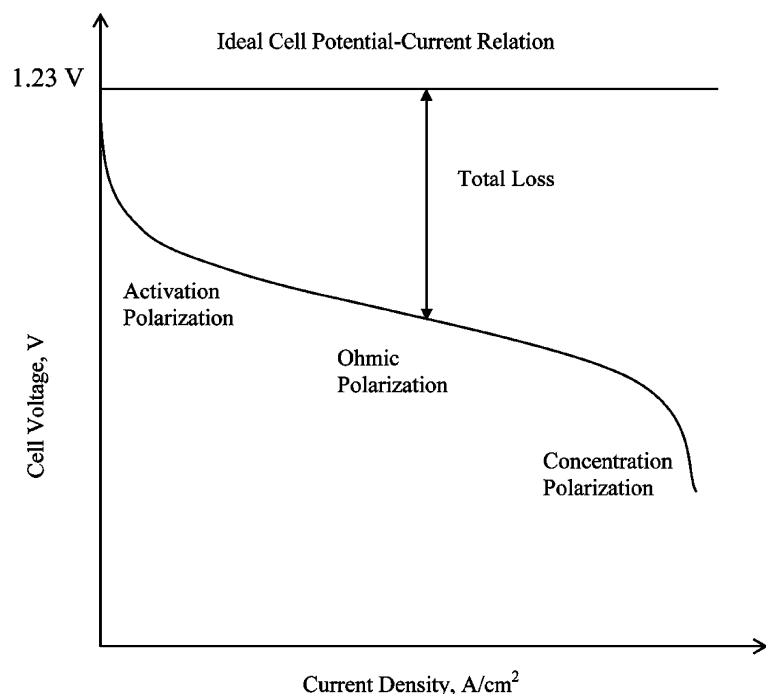 Ideal Cell Potential-Current Relation
1.23 V
Total Loss
Activation
Polarization
Ohmic
Polarization
Concentration
Polarization
Cell Voltage, V
Current Density, A/cm²